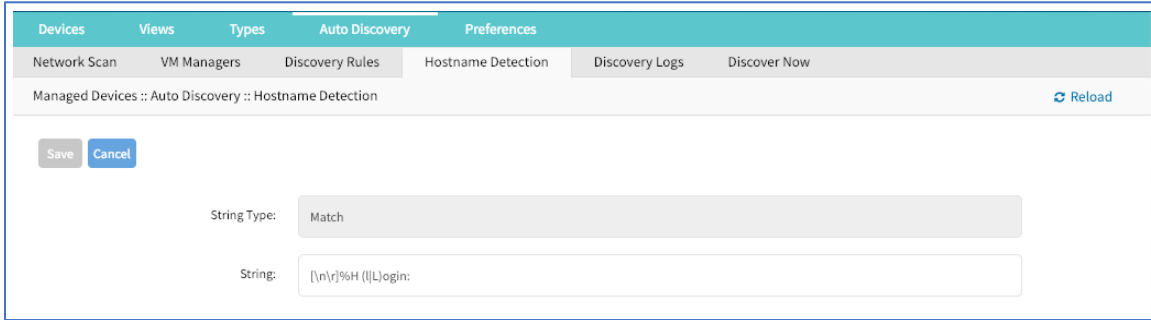 Devices Views Types Auto Discovery Preferences
Network Scan VM Managers Discovery Rules Hostname Detection Discovery Logs Discover Now
Managed Devices :: Auto Discovery :: Hostname Detection Reload
Save Cancel
String Type: Match
String: [\n\r]%H (l|L)ogin: